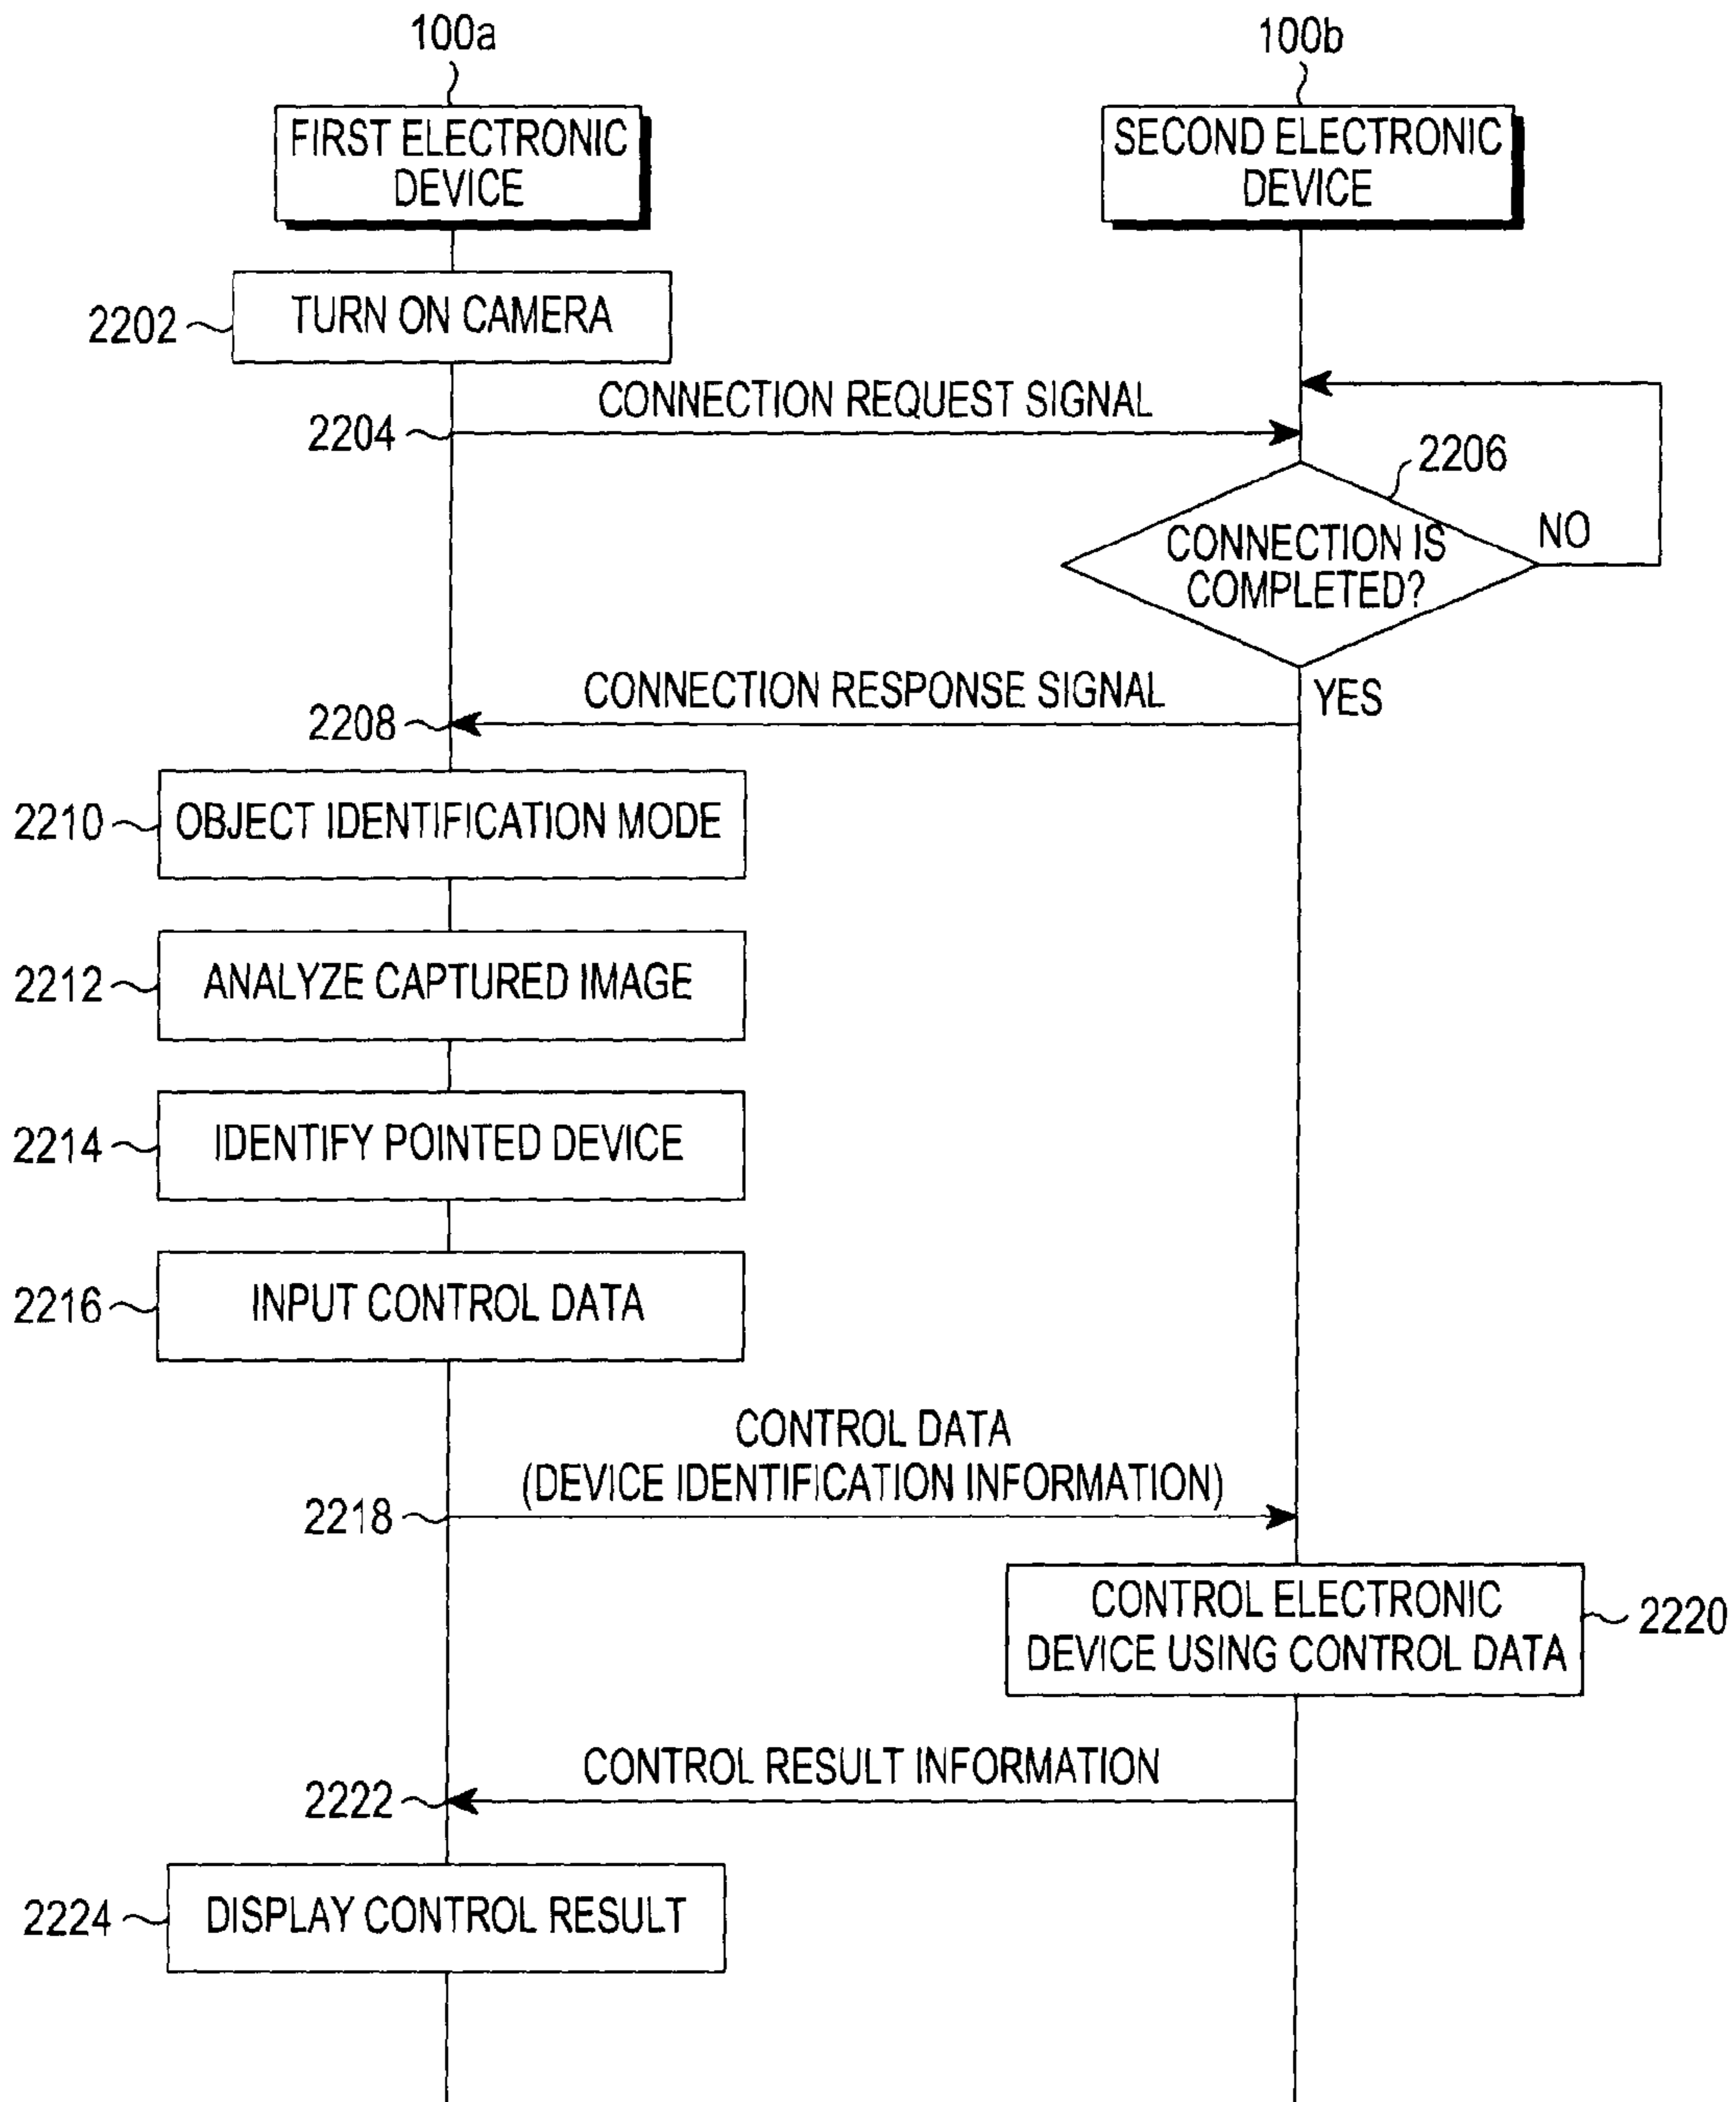 100a
100b
FIRST ELECTRONIC
DEVICE
SECOND ELECTRONIC
DEVICE
2202
TURN ON CAMERA
CONNECTION REQUEST SIGNAL
2204
2206
CONNECTION IS
COMPLETED?
NO
YES
CONNECTION RESPONSE SIGNAL
2208
2210
OBJECT IDENTIFICATION MODE
2212
ANALYZE CAPTURED IMAGE
2214
IDENTIFY POINTED DEVICE
2216
INPUT CONTROL DATA
CONTROL DATA
(DEVICE IDENTIFICATION INFORMATION)
2218
CONTROL ELECTRONIC
DEVICE USING CONTROL DATA
2220
CONTROL RESULT INFORMATION
2222
2224
DISPLAY CONTROL RESULT